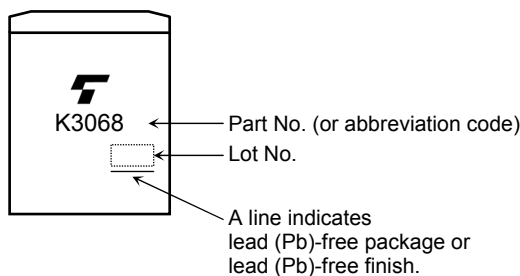 K3068
Part No. (or abbreviation code)
Lot No.
A line indicates
lead (Pb)-free package or
lead (Pb)-free finish.